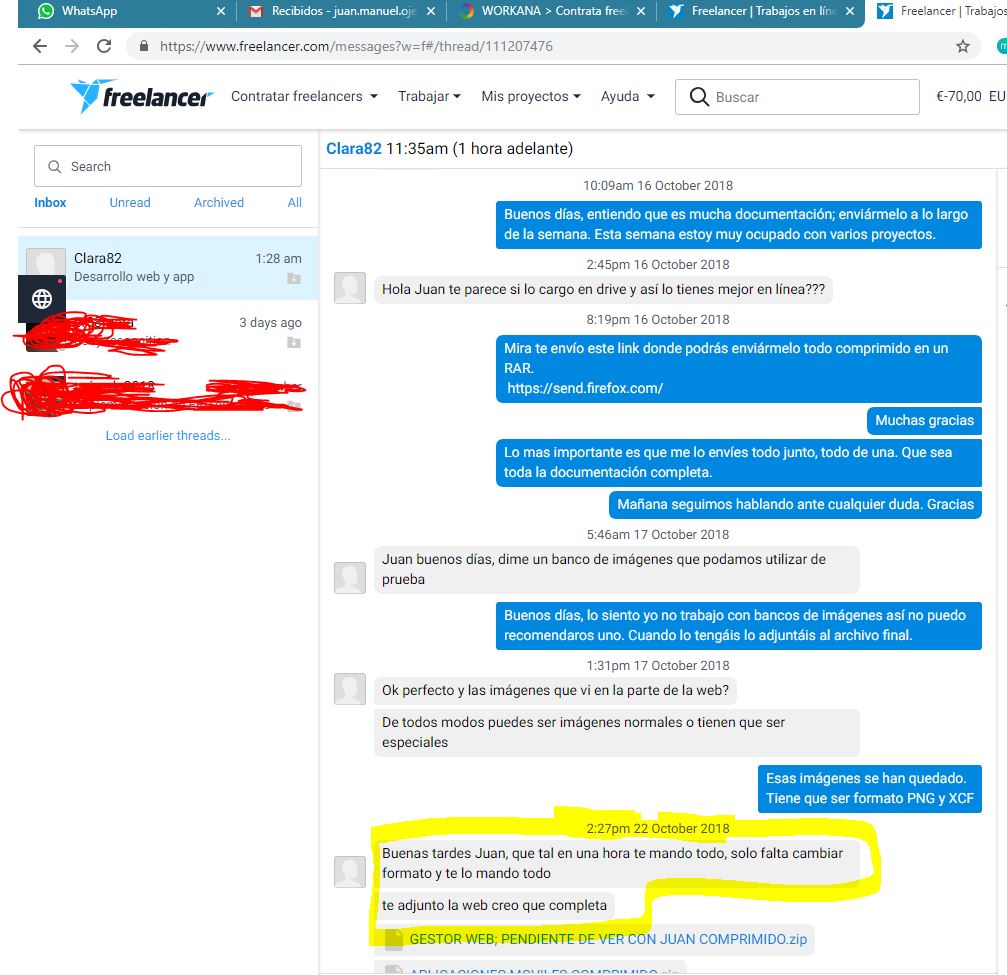 WhatsApp
Recibidos - juan.manuel.oje
WORKANA > Contrata free
Freelancer | Trabajos en líne
Freelancer | Trabajos
https://www.freelancer.com/messages?w=f#/thread/111207476
freelancer
Contratar freelancers
Trabajar
Mis proyectos
Ayuda
Buscar
€-70,00 EU
Search
Inbox
Unread
Archived
All
Clara82
1:28 am
Desarrollo web y app
3 days ago
Load earlier threads...
Clara82 11:35am (1 hora adelante)
10:09am 16 October 2018
Buenos días, entiendo que es mucha documentación; enviármelo a lo largo
de la semana. Esta semana estoy muy ocupado con varios proyectos.
2:45pm 16 October 2018
Hola Juan te parece si lo cargo en drive y así lo tienes mejor en línea???
8:19pm 16 October 2018
Mira te envío este link donde podrás enviármelo todo comprimido en un
RAR.
https://send.firefox.com/
Muchas gracias
Lo mas importante es que me lo envíes todo junto, todo de una. Que sea
toda la documentación completa.
Mañana seguimos hablando ante cualquier duda. Gracias
5:46am 17 October 2018
Juan buenos días, dime un banco de imágenes que podamos utilizar de
prueba
Buenos días, lo siento yo no trabajo con bancos de imágenes así no puedo
recomendaros uno. Cuando lo tengáis lo adjuntáis al archivo final.
1:31pm 17 October 2018
Ok perfecto y las imágenes que vi en la parte de la web?
De todos modos puedes ser imágenes normales o tienen que ser
especiales
Esas imágenes se han quedado.
Tiene que ser formato PNG y XCF
2:27pm 22 October 2018
Buenas tardes Juan, que tal en una hora te mando todo, solo falta cambiar
formato y te lo mando todo
te adjunto la web creo que completa
GESTOR WEB; PENDIENTE DE VER CON JUAN COMPRIMIDO.zip
APLICACIONES MOVILES COMPRIMIDO.zip